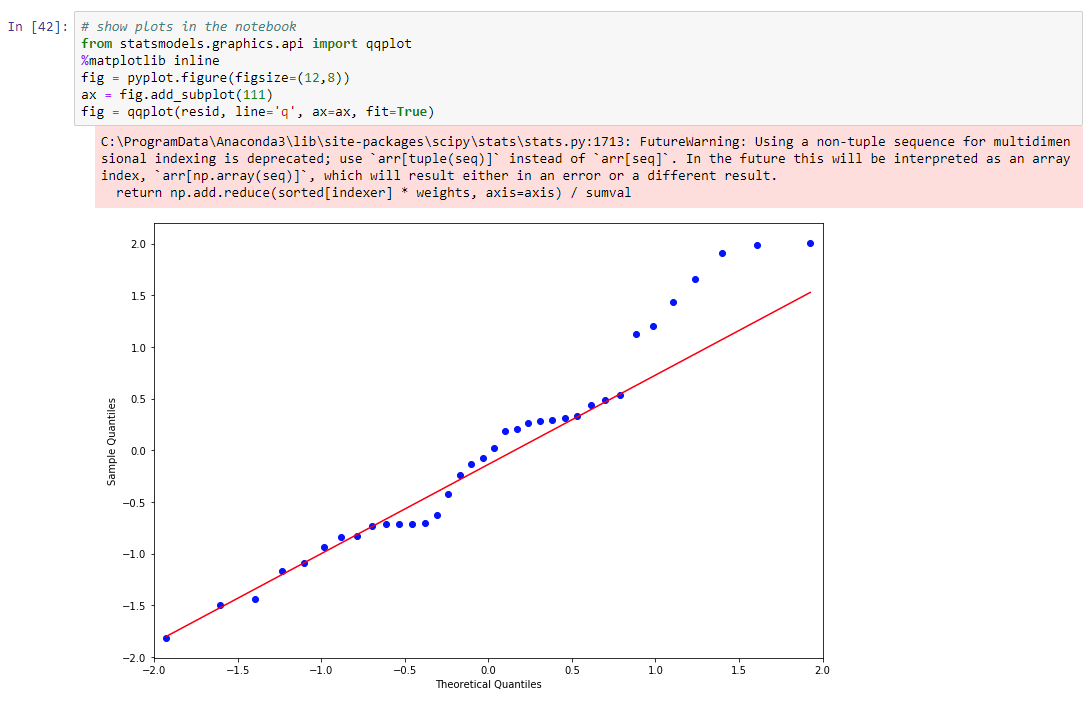 In [42]: # show plots in the notebook
from statsmodels.graphics.api import qqplot
%matplotlib inline
fig = pyplot.figure(figsize=(12,8))
ax = fig.add_subplot(111)
fig = qqplot(resid, line='q', ax=ax, fit=True)
C:\ProgramData\Anaconda3\lib\site-packages\scipy\stats\stats.py:1713: FutureWarning: Using a non-tuple sequence for multidimen
sional indexing is deprecated; use `arr[tuple(seq)]` instead of `arr[seq]`. In the future this will be interpreted as an array
index, `arr[np.array(seq)]`, which will result either in an error or a different result.
  return np.add.reduce(sorted[indexer] * weights, axis=axis) / sumval
2.0
1.5
1.0
0.5
0.0
−0.5
−1.0
−1.5
−2.0
Sample Quantiles
−2.0 −1.5 −1.0 −0.5 0.0 0.5 1.0 1.5 2.0
Theoretical Quantiles